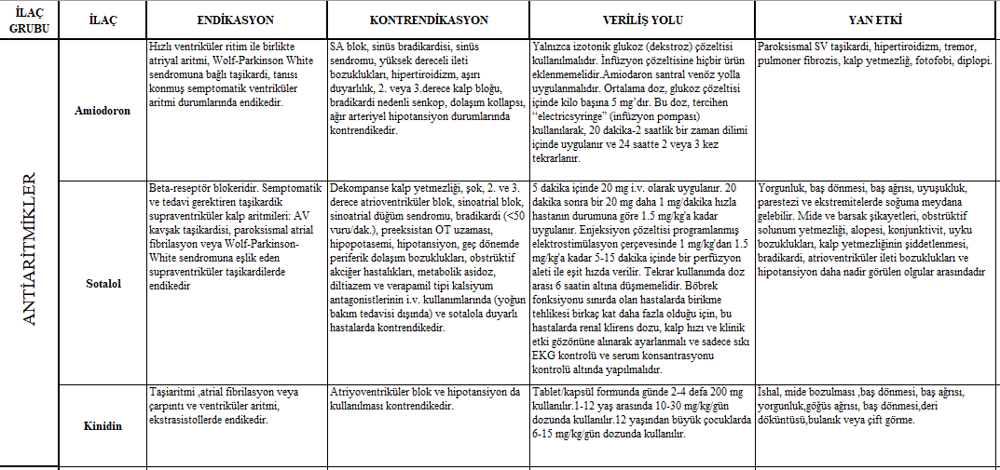 İLAÇ
GRUBU
İLAÇ
ENDİKASYON
KONTRENDİKASYON
VERİLİŞ YOLU
YAN ETKİ
ANTİARİTMİKLER
Amiodoron
Hızlı ventriküler ritim ile birlikte
atriyal aritmi, Wolf-Parkinson White
sendromuna bağlı taşikardi, tanısı
konmuş semptomatik ventriküler
aritmi durumlarında endikedir.
SA blok, sinüs bradikardisi, sinüs
sendromu, yüksek dereceli ileti
bozuklukları, hipertiroidizm, aşırı
duyarlılık, 2. veya 3.derece kalp bloğu,
bradikardi nedenli senkop, dolaşım kollapsı,
ağır arteriyel hipotansiyon durumlarında
kontrendikedir.
Yalnızca izotonik glukoz (dekstroz) çözeltisi
kullanılmalıdır. İnfüzyon çözeltisine hiçbir ürün
eklenmemelidir.Amiodaron santral venöz yolla
uygulanmalıdır. Ortalama doz, glukoz çözeltisi
içinde kilo başına 5 mg’dır. Bu doz, tercihen
“electricsyringe” (infüzyon pompası)
kullanılarak, 20 dakika-2 saatlik bir zaman dilimi
içinde uygulanır ve 24 saatte 2 veya 3 kez
tekrarlanır.
Paroksismal SV taşikardi, hipertiroidizm, tremor,
pulmoner fibrozis, kalp yetmezliğ, fotofobi, diplopi.
Sotalol
Beta-reseptör blokeridir. Semptomatik
ve tedavi gerektiren taşikardik
supraventriküler kalp aritmileri: AV
kavşak taşikardisi, paroksismal atrial
fibrilasyon veya Wolf-Parkinson-
White sendromuna eşlik eden
supraventriküler taşikardilerde
endikedir
Dekompanse kalp yetmezliği, şok, 2. ve 3.
derece atrioventriküler blok, sinoatrial blok,
sinoatrial düğüm sendromu, bradikardi (<50
vuru/dak.), preeksistan OT uzaması,
hipopotasemi, hipotansiyon, geç dönemde
periferik dolaşım bozuklukları, obstrüktif
akciğer hastalıkları, metabolik asidoz,
diltiazem ve verapamil tipi kalsiyum
antagonistlerinin i.v. kullanımlarında (yoğun
bakım tedavisi dışında) ve sotalola duyarlı
hastalarda kontrendikedir.
5 dakika içinde 20 mg i.v. olarak uygulanır. 20
dakika sonra bir 20 mg daha 1 mg/dakika hızla
hastanın durumuna göre 1.5 mg/kg'a kadar
uygulanır. Enjeksiyon çözeltisi programlanmış
elektrostimülasyon çerçevesinde 1 mg/kg'dan 1.5
mg/kg'a kadar 5-15 dakika içinde bir perfüzyon
aleti ile eşit hızda verilir. Tekrar kullanımda doz
arası 6 saatin altına düşmemelidir. Böbrek
fonksiyonu sınırda olan hastalarda birikme
tehlikesi birkaç kat daha fazla olduğu için, bu
hastalarda renal klirens dozu, kalp hızı ve klinik
etki gözönüne alınarak ayarlanmalı ve sadece sıkı
EKG kontrolü ve serum konsantrasyonu
kontrolü altında yapılmalıdır.
Yorgunluk, baş dönmesi, baş ağrısı, uyuşukluk,
parestezi ve ekstremitelerde soğuma meydana
gelebilir. Mide ve barsak şikayetleri, obstrüktif
solunum yetmezliği, alopesi, konjunktivit, uyku
bozuklukları, kalp yetmezliğinin şiddetlenmesi,
bradikardi, atrioventriküler ileti bozuklukları ve
hipotansiyon daha nadir görülen olgular arasındadır
Kinidin
Taşiaritmi ,atrial fibrilasyon veya
çarpıntı ve ventriküler aritmi,
ekstrasistollerde endikedir.
Atriyoventriküler blok ve hipotansiyon da
kullanılması kontrendikedir.
Tablet/kapsül formunda günde 2-4 defa 200 mg
kullanılır.1-12 yaş arasında 10-30 mg/kg/gün
dozunda kullanılır.12 yaşından büyük çocuklarda
6-15 mg/kg/gün dozunda kullanılır.
İshal, mide bozulması ,baş dönmesi, baş ağrısı,
yorgunluk,göğüs ağrısı, baş dönmesi,deri
döküntüsü,bulanık veya çift görme.